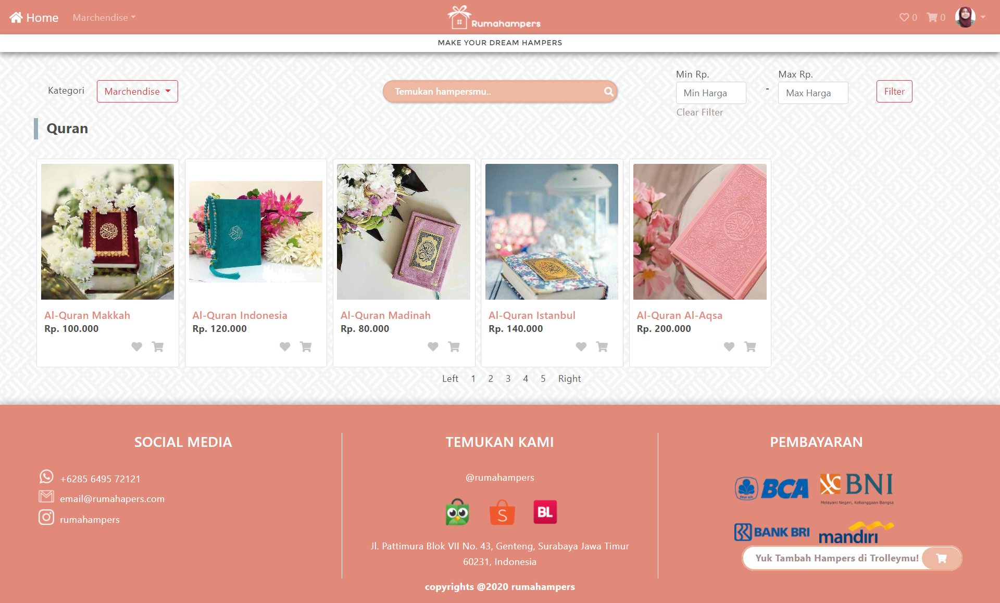 Home Marchendise Rumahampers 0 0
MAKE YOUR DREAM HAMPERS
Min Rp. Max Rp.
Kategori Marchendise Temukan hampersmu.. Min Harga - Max Harga Filter
Clear Filter
Quran
Al-Quran Makkah
Rp. 100.000
Al-Quran Indonesia
Rp. 120.000
Al-Quran Madinah
Rp. 80.000
Al-Quran Istanbul
Rp. 140.000
Al-Quran Al-Aqsa
Rp. 200.000
Left 1 2 3 4 5 Right
SOCIAL MEDIA
+6285 6495 72121
email@rumahapers.com
rumahampers
TEMUKAN KAMI
@rumahampers
S BL
Jl. Pattimura Blok VII No. 43, Genteng, Surabaya Jawa Timur
60231, Indonesia
PEMBAYARAN
BCA BNI
Melayani Negeri, Kebanggaan Bangsa
BANK BRI mandiri
Yuk Tambah Hampers di Trolleymu!
copyrights @2020 rumahampers